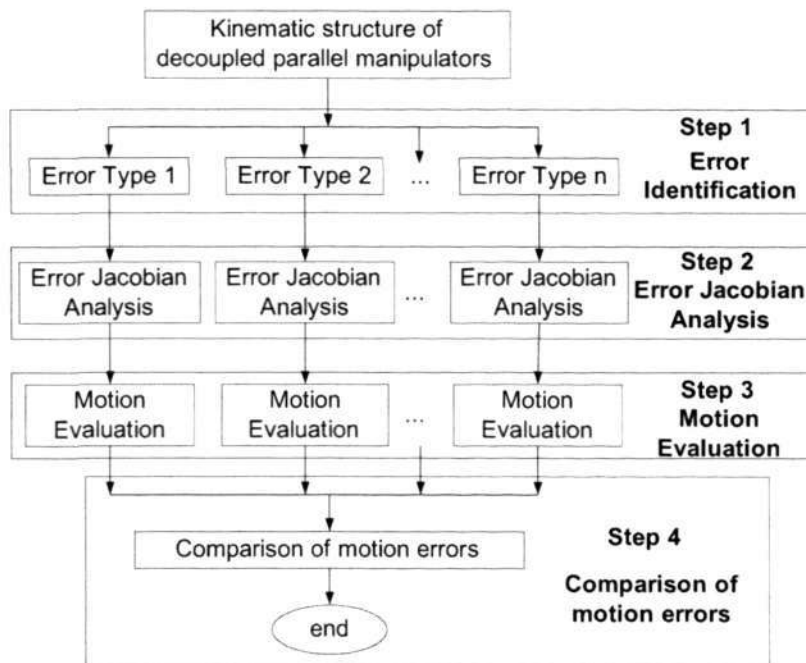 Kinematic structure of
decoupled parallel manipulators
Step 1
Error
Identification
Error Type 1
Error Type 2
...
Error Type n
Step 2
Error Jacobian
Analysis
Error Jacobian
Analysis
Error Jacobian
Analysis
...
Error Jacobian
Analysis
Step 3
Motion
Evaluation
Motion
Evaluation
Motion
Evaluation
...
Motion
Evaluation
Comparison of motion errors
Step 4
Comparison of
motion errors
end